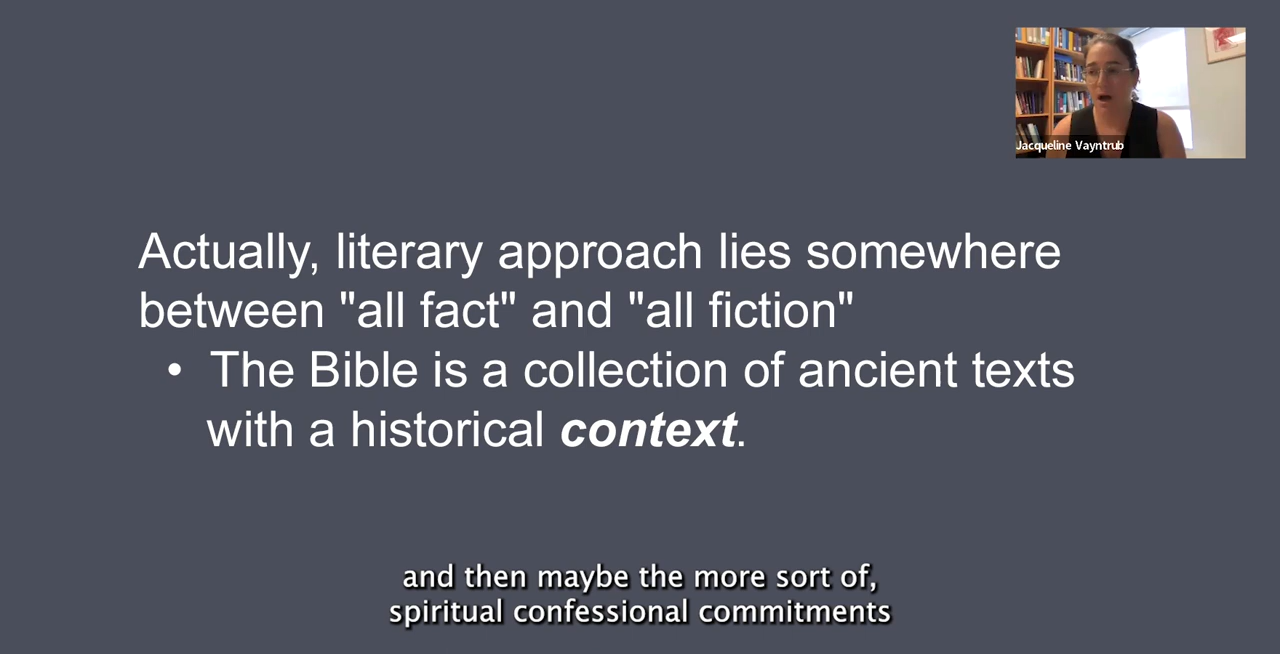 Jacqueline Vayntrub
Actually, literary approach lies somewhere
between "all fact" and "all fiction"
• The Bible is a collection of ancient texts
with a historical context.
and then maybe the more sort of,
spiritual confessional commitments